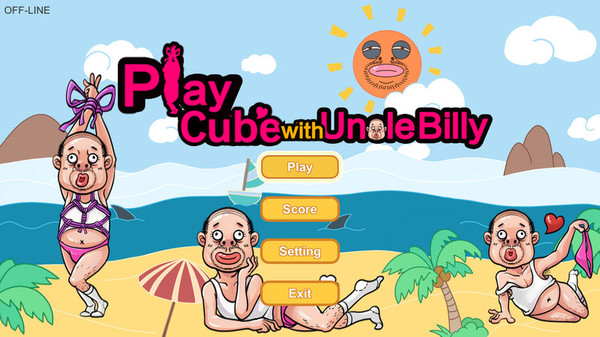 OFF-LINE
Play
Cube with Uncle Billy
Play
Score
Setting
Exit